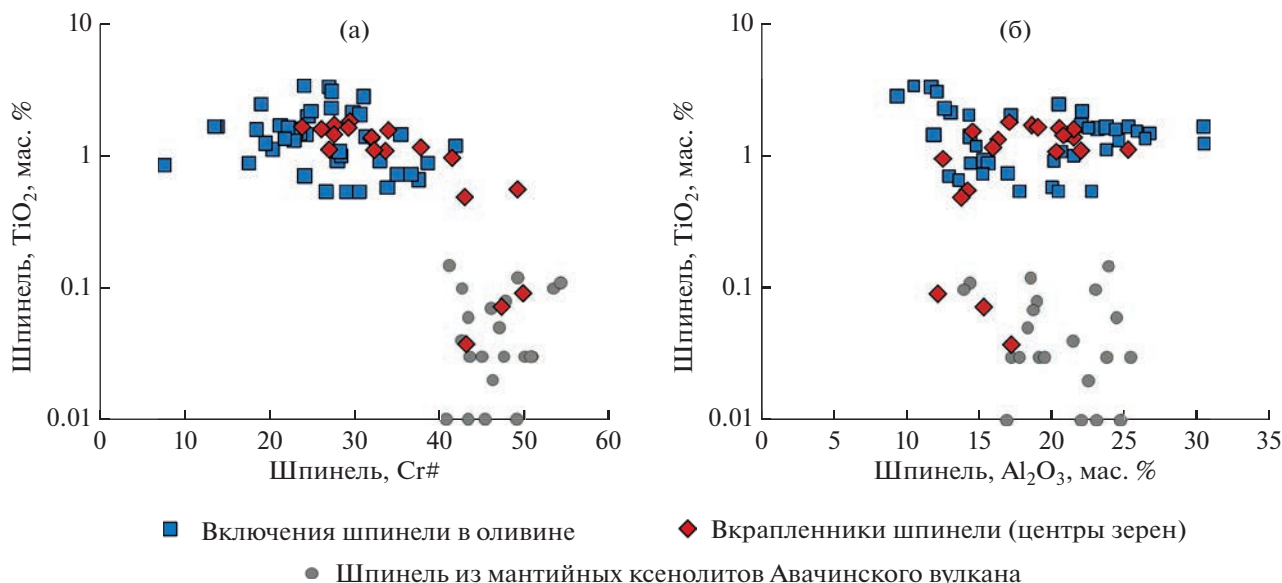 (а)
Шпинель, TiO₂, мас. %
10
1
0.1
0.01
0 10 20 30 40 50 60
Шпинель, Cr#
(б)
Шпинель, TiO₂, мас. %
10
1
0.1
0.01
0 5 10 15 20 25 30 35
Шпинель, Al₂O₃, мас. %
Включения шпинели в оливине
Вкрапленники шпинели (центры зерен)
Шпинель из мантийных ксенолитов Авачинского вулкана